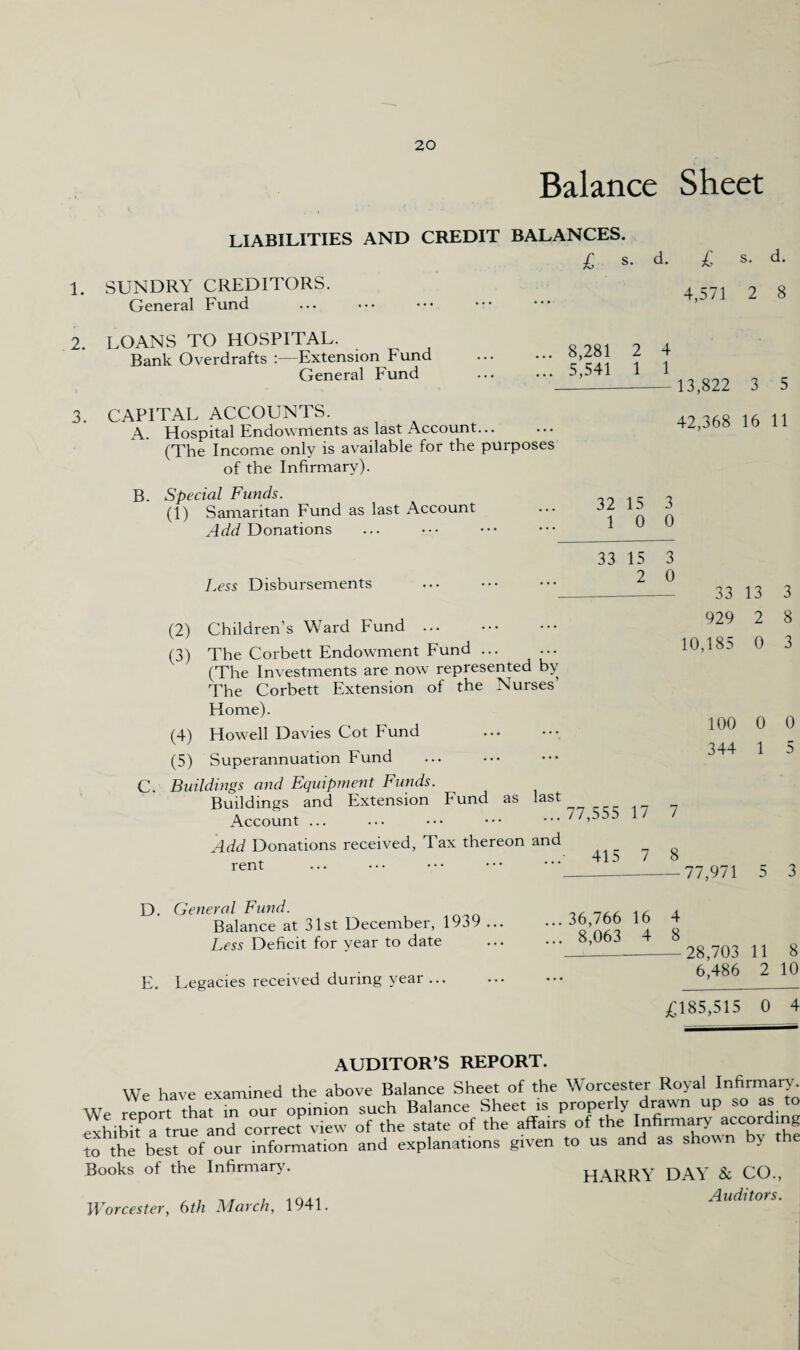 20
Balance Sheet
LIABILITIES AND CREDIT BALANCES.
£ s. d. £ s. d.
1. SUNDRY CREDITORS.
General Fund ... ... ... ... ... 4,571 2 8
2. LOANS TO HOSPITAL.
Bank Overdrafts :—Extension Fund ... ... 8,281 2 4
General Fund ... ... 5,541 1 1
13,822 3 5
3. CAPITAL ACCOUNTS.
A. Hospital Endowments as last Account... ... 42,368 16 11
(The Income only is available for the purposes
of the Infirmary).
B. Special Funds.
(1) Samaritan Fund as last Account ... 32 15 3
Add Donations ... ... ... ... 1 0 0
33 15 3
Less Disbursements ... ... ... 2 0
33 13 3
(2) Children's Ward Fund ... ... ... 929 2 8
(3) The Corbett Endowment Fund ... ... 10,185 0 3
(The Investments are now represented by
The Corbett Extension of the Nurses'
Home).
(4) Howell Davies Cot Fund ... ... 100 0 0
(5) Superannuation Fund ... ... ... 344 1 5
C. Buildings and Equipment Funds.
Buildings and Extension Fund as last
Account ... ... ... ... ... 77,555 17 7
Add Donations received, Tax thereon and
rent ... ... ... ... ... 415 7 8
77,971 5 3
D. General Fund.
Balance at 31st December, 1939 ... ... 36,766 16 4
Less Deficit for year to date ... ... 8,063 4 8
28,703 11 8
E. Legacies received during year ... ... ... 6,486 2 10
£185,515 0 4
AUDITOR'S REPORT.
We have examined the above Balance Sheet of the Worcester Royal Infirmary.
We report that in our opinion such Balance Sheet is properly drawn up so as to
exhibit a true and correct view of the state of the affairs of the Infirmary according
to the best of our information and explanations given to us and as shown by the
Books of the Infirmary.
HARRY DAY & CO.,
Auditors.
Worcester, 6th March, 1941.